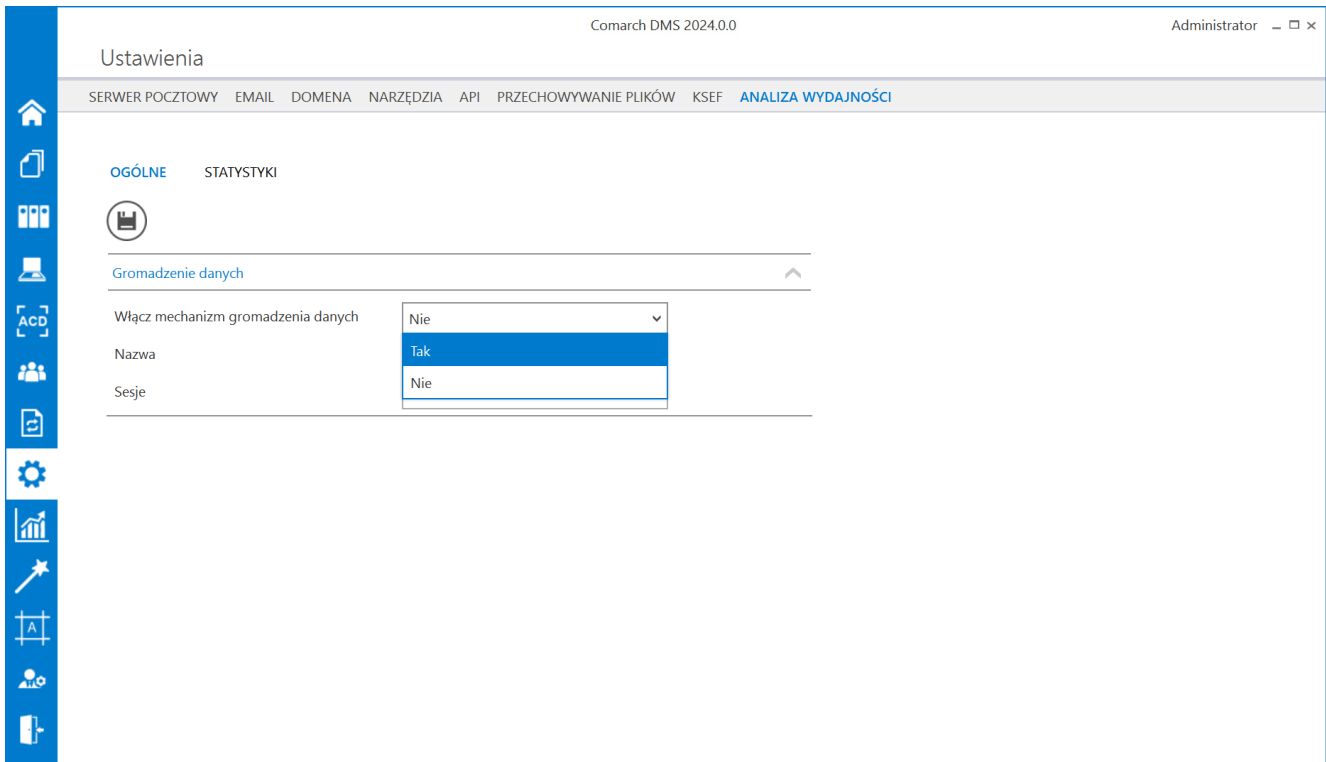 Comarch DMS 2024.0.0
Administrator
Ustawienia
SERWER POCZTOWY EMAIL DOMENA NARZĘDZIA API PRZECHOWYWANIE PLIKÓW KSEF ANALIZA WYDAJNOŚCI
OGÓLNE STATYSTYKI
Gromadzenie danych
Włącz mechanizm gromadzenia danych Nie
Tak
Nazwa
Nie
Sesje
ACD
A